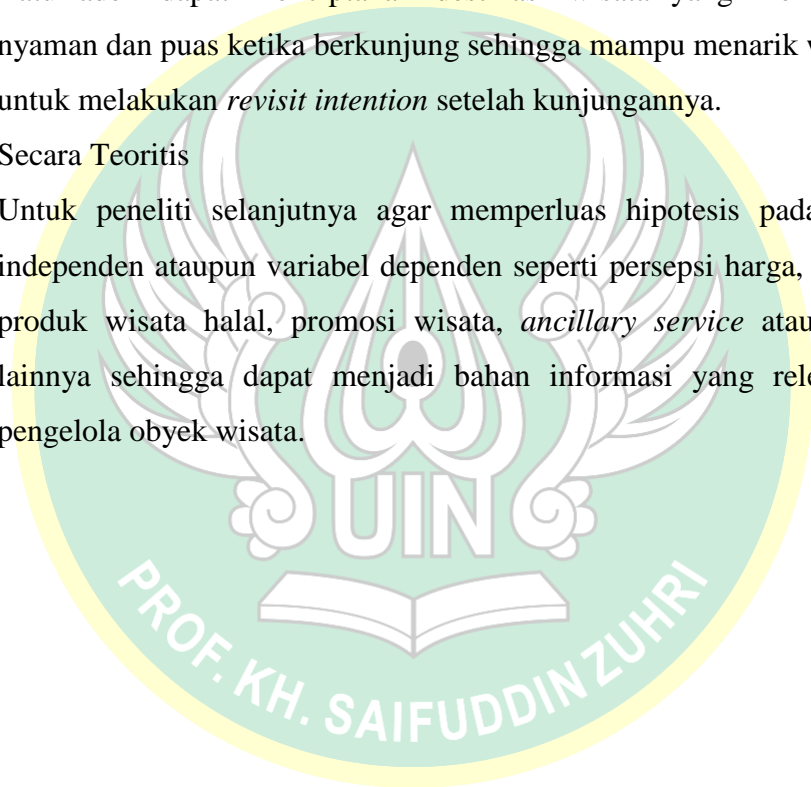 nyaman dan puas ketika berkunjung sehingga mampu menarik
untuk melakukan revisit intention setelah kunjungannya.
Secara Teoritis
Untuk peneliti selanjutnya agar memperluas hipotesis pada
independen ataupun variabel dependen seperti persepsi harga,
produk wisata halal, promosi wisata, ancillary service atau
lainnya sehingga dapat menjadi bahan informasi yang
pengelola obyek wisata.
UIN
PROF. KH. SAIFUDDIN ZUHRI